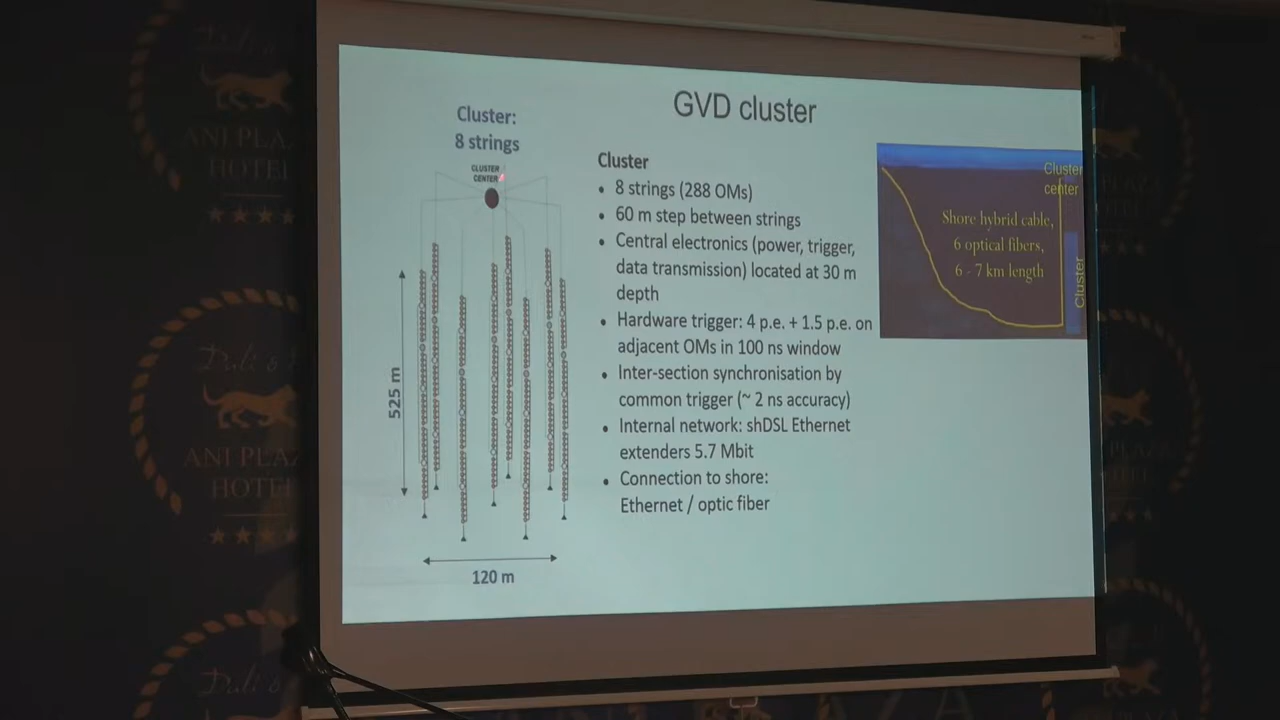 GVD cluster
Cluster:
8 strings
CLUSTER
CENTER
525 m
120 m
Cluster
• 8 strings (288 OMs)
• 60 m step between strings
• Central electronics (power, trigger,
data transmission) located at 30 m
depth
• Hardware trigger: 4 p.e. + 1.5 p.e. on
adjacent OMs in 100 ns window
• Inter-section synchronisation by
common trigger (~ 2 ns accuracy)
• Internal network: shDSL Ethernet
extenders 5.7 Mbit
• Connection to shore:
Ethernet / optic fiber
Cluster
center
Shore hybrid cable,
6 optical fibers,
6 - 7 km length
Cluster
ANI PLAZA
HOTEL
ANI PLAZA
HOTEL